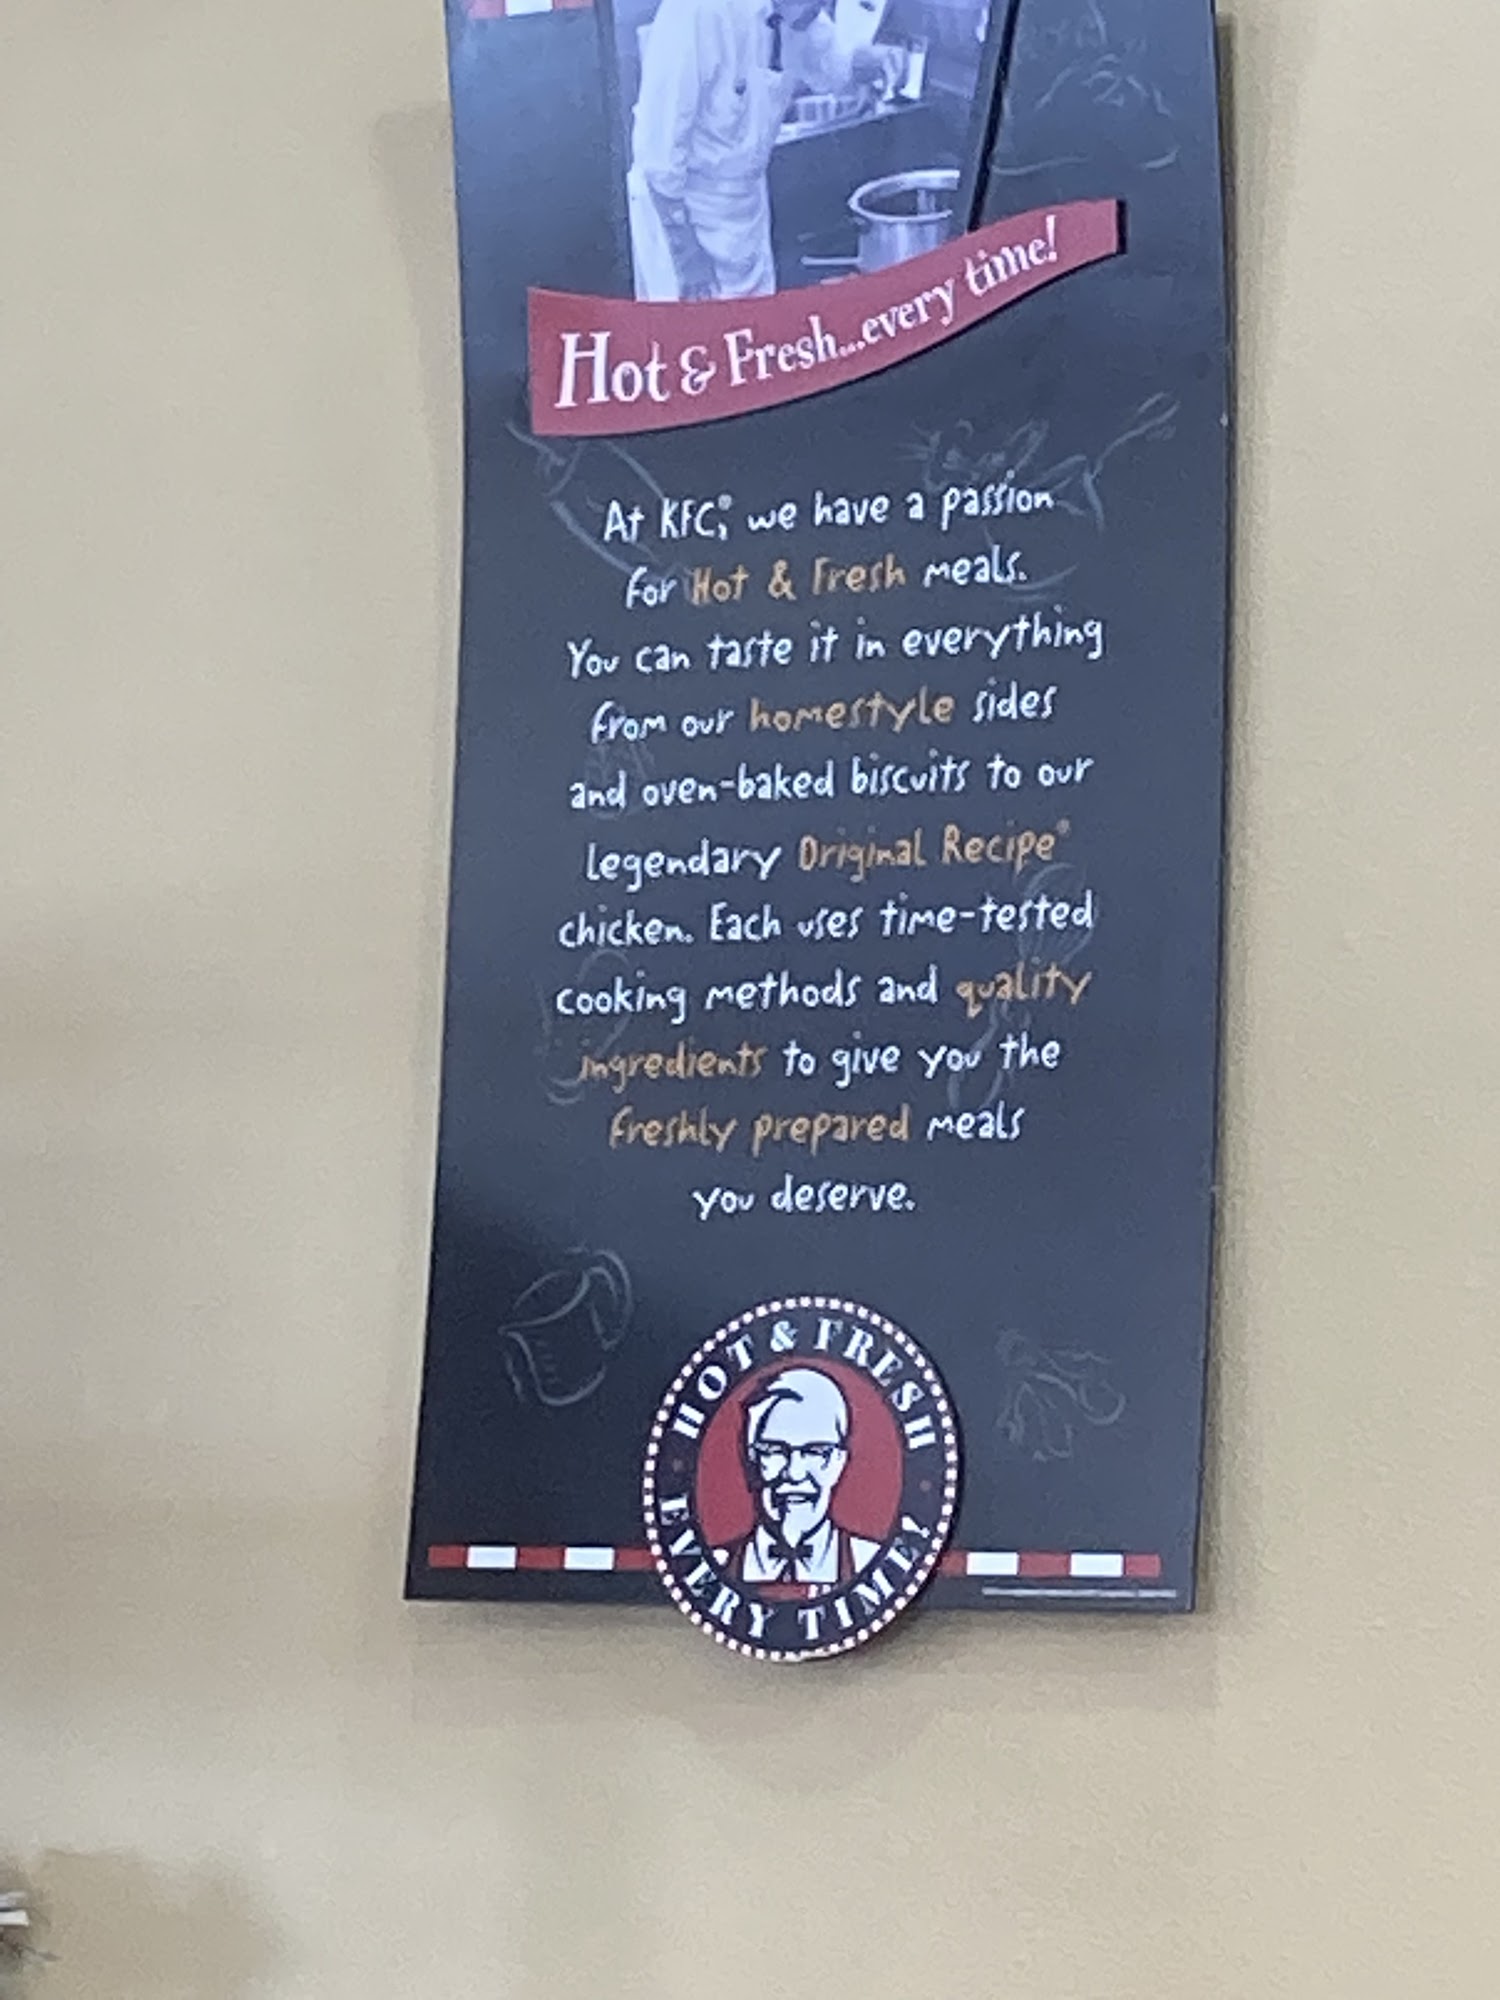 Hot & Fresh...every time!
At KFC®, we have a passion
for Hot & Fresh meals.
You can taste it in everything
from our homestyle sides
and oven-baked biscuits to our
legendary Original Recipe®
chicken. Each uses time-tested
cooking methods and quality
ingredients to give you the
freshly prepared meals
you deserve.
HOT & FRESH
EVERY TIME!